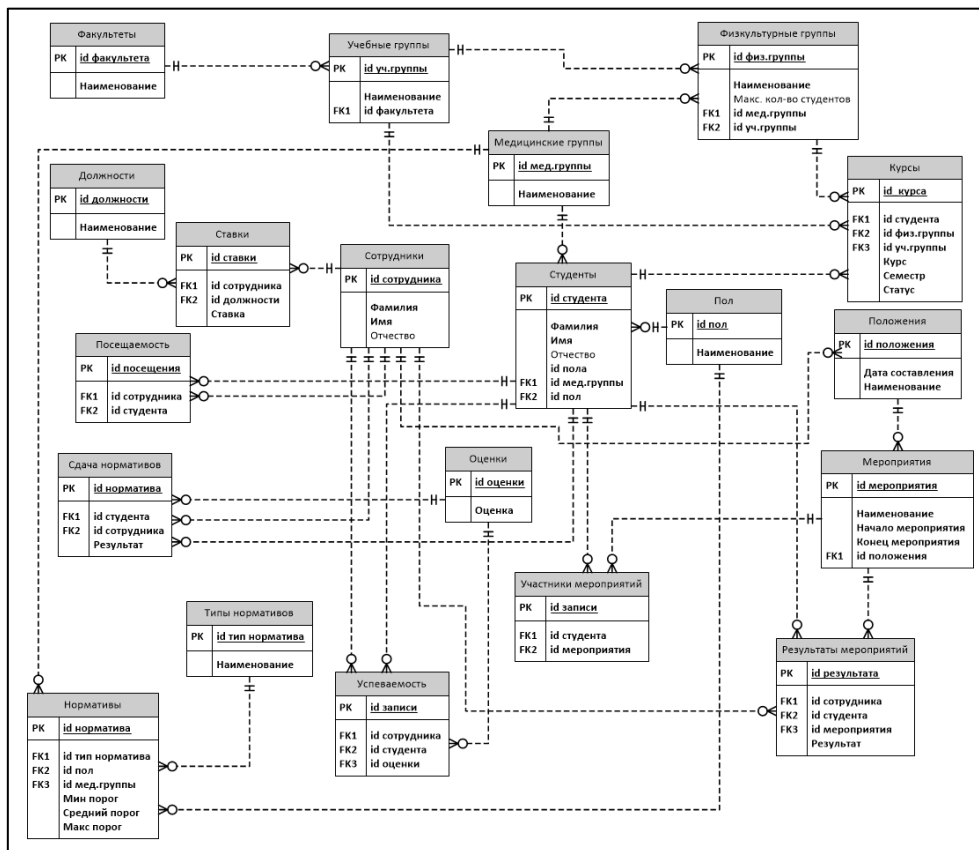 Факультеты
PK id факультета
Наименование
Учебные группы
PK id уч.группы
Наименование
FK1 id факультета
Физкультурные группы
PK id физ.группы
Наименование
Макс. кол-во студентов
FK1 id мед.группы
FK2 id уч.группы
Медицинские группы
PK id мед.группы
Наименование
Курсы
PK id_курса
FK1 id студента
FK2 id физ.группы
FK3 id уч.группы
Курс
Семестр
Статус
Должности
PK id должности
Наименование
Ставки
PK id ставки
FK1 id сотрудника
FK2 id должности
Ставка
Сотрудники
PK id сотрудника
Фамилия
Имя
Отчество
Студенты
PK id студента
Фамилия
Имя
Отчество
id пола
FK1 id мед.группы
FK2 id пол
Пол
PK id пол
Наименование
Положения
PK id положения
Дата составления
Наименование
Посещаемость
PK id посещения
FK1 id сотрудника
FK2 id студента
Сдача нормативов
PK id норматива
FK1 id студента
FK2 id сотрудника
Результат
Оценки
PK id оценки
Оценка
Мероприятия
PK id мероприятия
Наименование
Начало мероприятия
Конец мероприятия
FK1 id положения
Участники мероприятий
PK id записи
FK1 id студента
FK2 id мероприятия
Типы нормативов
PK id тип норматива
Наименование
Результаты мероприятий
PK id результата
FK1 id сотрудника
FK2 id студента
FK3 id мероприятия
Результат
Успеваемость
PK id записи
FK1 id сотрудника
FK2 id студента
FK3 id оценки
Нормативы
PK id норматива
FK1 id тип норматива
FK2 id пол
FK3 id мед.группы
Мин порог
Средний порог
Макс порог